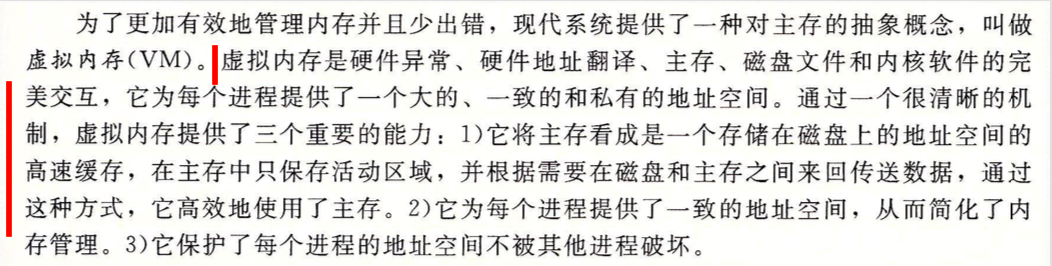 为了更加有效地管理内存并且少出错，现代系统提供了一种对主存的抽象概念，叫做
虚拟内存(VM)。虚拟内存是硬件异常、硬件地址翻译、主存、磁盘文件和内核软件的完
美交互，它为每个进程提供了一个大的、一致的和私有的地址空间。通过一个很清晰的机
制，虚拟内存提供了三个重要的能力：1)它将主存看成是一个存储在磁盘上的地址空间的
高速缓存，在主存中只保存活动区域，并根据需要在磁盘和主存之间来回传送数据，通过
这种方式，它高效地使用了主存。2)它为每个进程提供了一致的地址空间，从而简化了内
存管理。3)它保护了每个进程的地址空间不被其他进程破坏。